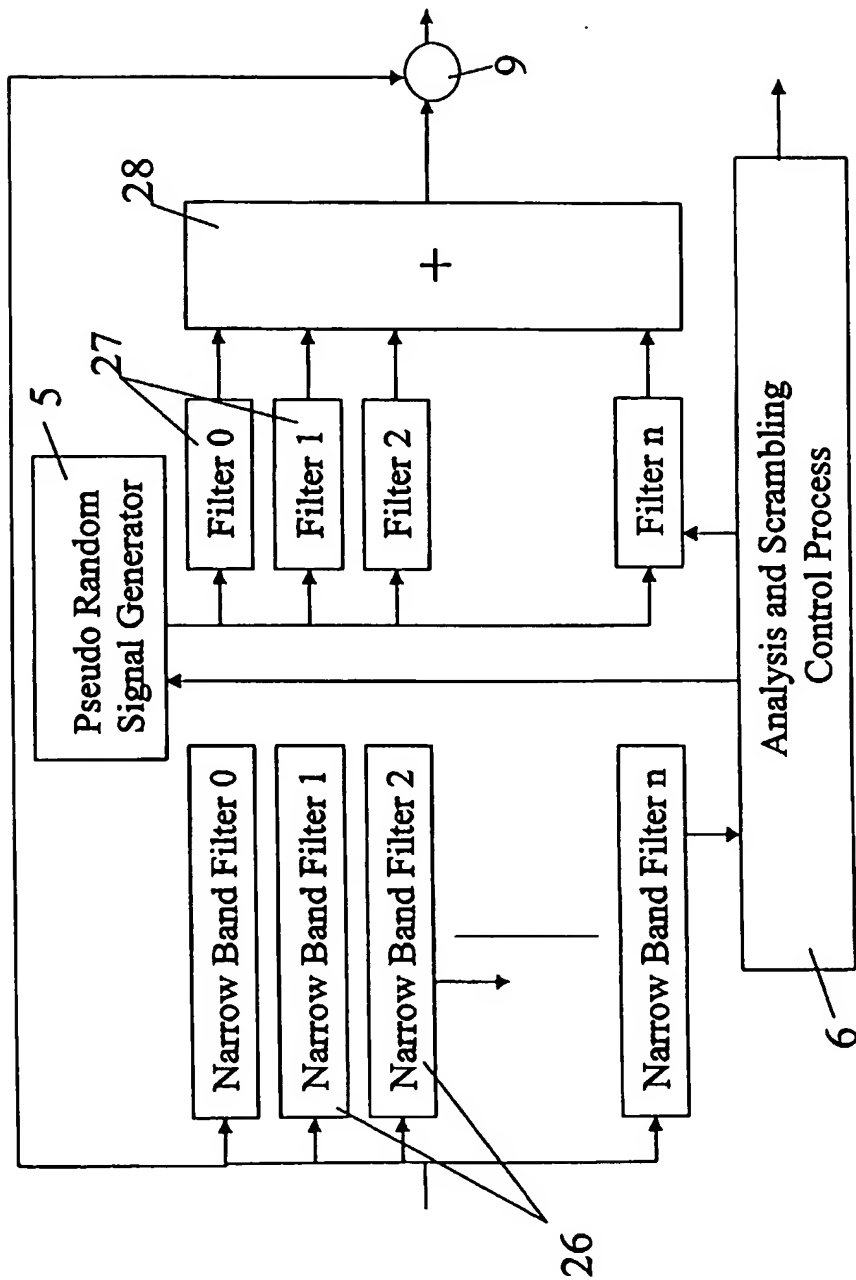 5
Pseudo Random
Signal Generator
27
28
Narrow Band Filter 0
Filter 0
Narrow Band Filter 1
Filter 1
Narrow Band Filter 2
Filter 2
+
9
26
Narrow Band Filter n
Filter n
6
Analysis and Scrambling
Control Process